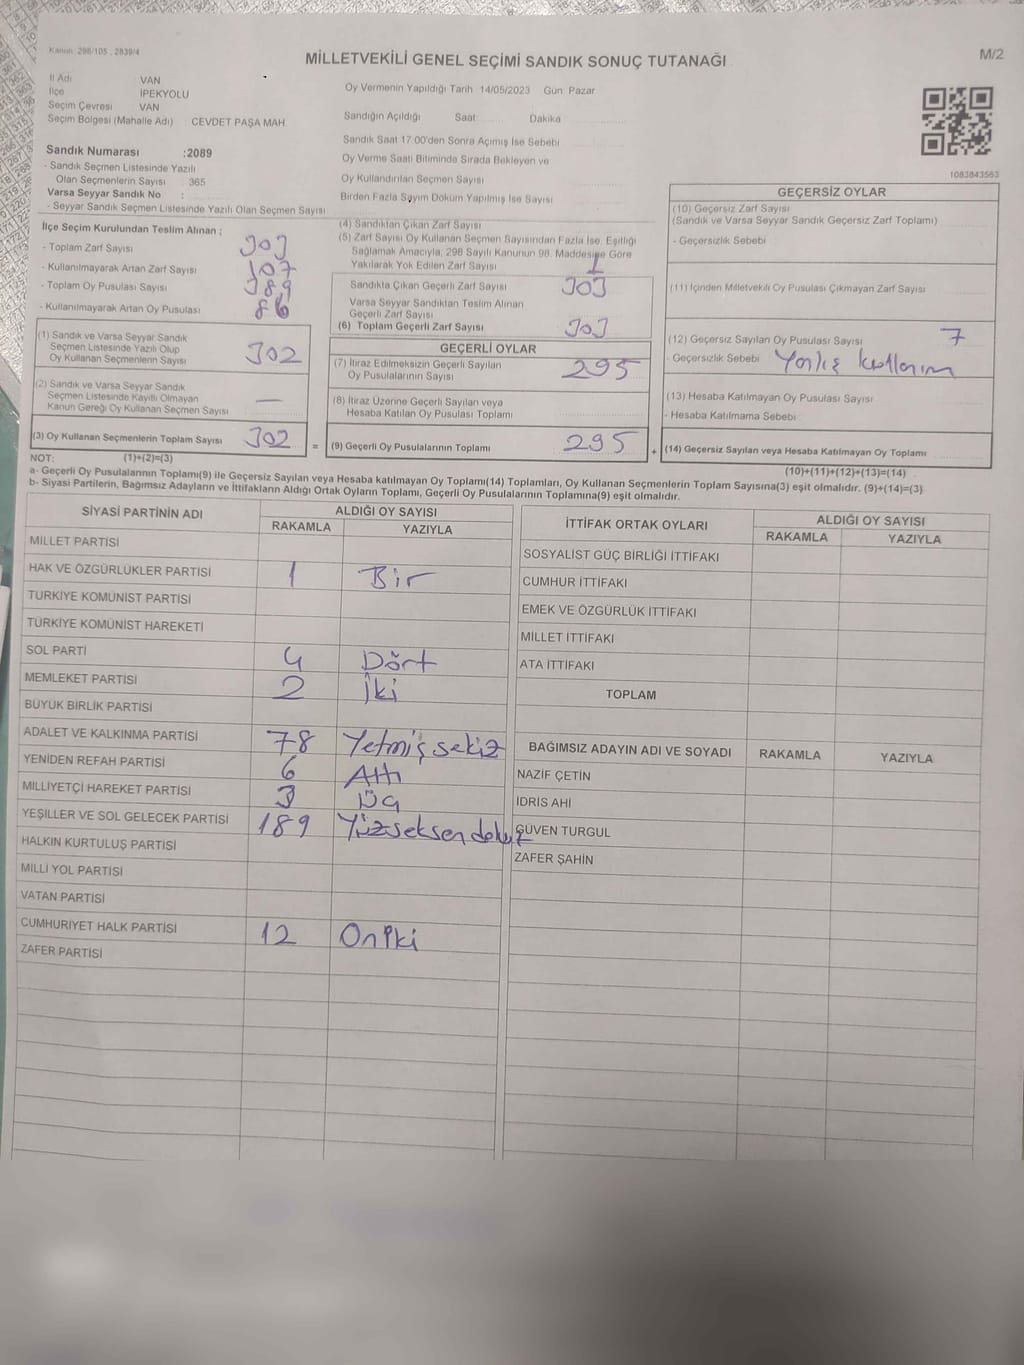 Kanun: 298/105 , 2839/4
MİLLETVEKİLİ GENEL SEÇİMİ SANDIK SONUÇ TUTANAĞI
M/2
İl Adı : VAN
İlçe : İPEKYOLU
Seçim Çevresi : VAN
Seçim Bölgesi (Mahalle Adı) : CEVDET PAŞA MAH.
Oy Vermenin Yapıldığı Tarih 14/05/2023 Gün: Pazar
Sandığın Açıldığı Saat Dakika
Sandık Saat 17:00'den Sonra Açımış İse Sebebi
Oy Verme Saati Bitiminde Sırada Bekleyen ve
Oy Kullandırılan Seçmen Sayısı
Birden Fazla Sayım Döküm Yapılmış İse Sayısı
1083843563
Sandık Numarası :2089
- Sandık Seçmen Listesinde Yazılı
Olan Seçmenlerin Sayısı : 365
Varsa Seyyar Sandık No :
- Seyyar Sandık Seçmen Listesinde Yazılı Olan Seçmen Sayısı
İlçe Seçim Kurulundan Teslim Alınan ;
- Toplam Zarf Sayısı
- Kullanılmayarak Artan Zarf Sayısı 107
- Toplam Oy Pusulası Sayısı 389
- Kullanılmayarak Artan Oy Pusulası 86
(1) Sandık ve Varsa Seyyar Sandık
Seçmen Listesinde Yazılı Olup
Oy Kullanan Seçmenlerin Sayısı 302
(2) Sandık ve Varsa Seyyar Sandık
Seçmen Listesinde Kayıtlı Olmayan
Kanun Gereği Oy Kullanan Seçmen Sayısı —
(3) Oy Kullanan Seçmenlerin Toplam Sayısı 302 =
NOT: (1)+(2)=(3)
(4) Sandıktan Çıkan Zarf Sayısı
(5) Zarf Sayısı Oy Kullanan Seçmen Sayısından Fazla İse, Eşitliği
Sağlamak Amacıyla, 298 Sayılı Kanunun 98. Maddesine Göre
Yakılarak Yok Edilen Zarf Sayısı 1
Sandıkta Çıkan Geçerli Zarf Sayısı 303
Varsa Seyyar Sandıktan Teslim Alınan
Geçerli Zarf Sayısı
(6) Toplam Geçerli Zarf Sayısı 303
GEÇERLİ OYLAR
(7) İtiraz Edilmeksizin Geçerli Sayılan
Oy Pusulalarının Sayısı 295
(8) İtiraz Üzerine Geçerli Sayılan veya
Hesaba Katılan Oy Pusulası Toplamı
(9) Geçerli Oy Pusulalarının Toplamı 295 +
GEÇERSİZ OYLAR
(10) Geçersiz Zarf Sayısı
(Sandık ve Varsa Seyyar Sandık Geçersiz Zarf Toplamı)
- Geçersizlik Sebebi
(11) İçinden Milletvekili Oy Pusulası Çıkmayan Zarf Sayısı
(12) Geçersiz Sayılan Oy Pusulası Sayısı 7
- Geçersizlik Sebebi Yanlış kullanım
(13) Hesaba Katılmayan Oy Pusulası Sayısı
- Hesaba Katılmama Sebebi
(14) Geçersiz Sayılan veya Hesaba Katılmayan Oy Toplamı
(10)+(11)+(12)+(13)=(14)
a- Geçerli Oy Pusulalarının Toplamı(9) ile Geçersiz Sayılan veya Hesaba katılmayan Oy Toplamı(14) Toplamları, Oy Kullanan Seçmenlerin Toplam Sayısına(3) eşit olmalıdır. (9)+(14)=(3)
b- Siyasi Partilerin, Bağımsız Adayların ve İttifakların Aldığı Ortak Oyların Toplamı, Geçerli Oy Pusulalarının Toplamına(9) eşit olmalıdır.
SİYASİ PARTİNİN ADI ALDIĞI OY SAYISI
RAKAMLA YAZIYLA
MİLLET PARTİSİ
HAK VE ÖZGÜRLÜKLER PARTİSİ 1 Bir
TÜRKİYE KOMÜNİST PARTİSİ
TÜRKİYE KOMÜNİST HAREKETİ
SOL PARTİ 4 Dört
MEMLEKET PARTİSİ 2 İki
BÜYÜK BİRLİK PARTİSİ
ADALET VE KALKINMA PARTİSİ 78 Yetmiş sekiz
YENİDEN REFAH PARTİSİ 6 Altı
MİLLİYETÇİ HAREKET PARTİSİ 3 Üç
YEŞİLLER VE SOL GELECEK PARTİSİ 189 Yüzseksen dokuz
HALKIN KURTULUŞ PARTİSİ
MİLLİ YOL PARTİSİ
VATAN PARTİSİ
CUMHURİYET HALK PARTİSİ 12 Oniki
ZAFER PARTİSİ
İTTİFAK ORTAK OYLARI ALDIĞI OY SAYISI
RAKAMLA YAZIYLA
SOSYALİST GÜÇ BİRLİĞİ İTTİFAKI
CUMHUR İTTİFAKI
EMEK VE ÖZGÜRLÜK İTTİFAKI
MİLLET İTTİFAKI
ATA İTTİFAKI
TOPLAM
BAĞIMSIZ ADAYIN ADI VE SOYADI RAKAMLA YAZIYLA
NAZİF ÇETİN
İDRİS AHİ
GÜVEN TURGUL
ZAFER ŞAHİN